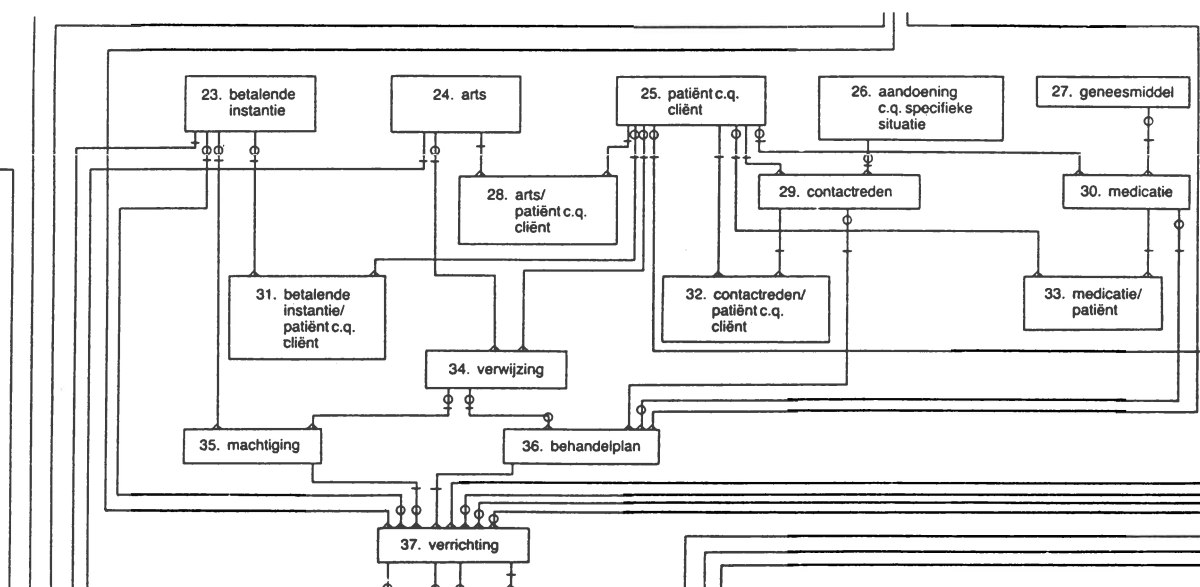 23. betalende
instantie
24. arts
25. patiënt c.q.
cliënt
26. aandoening
c.q. specifieke
situatie
27. geneesmiddel
28. arts/
patiënt c.q.
cliënt
29. contactreden
30. medicatie
31. betalende
instantie/
patiënt c.q.
cliënt
32. contactreden/
patiënt c.q.
cliënt
33. medicatie/
patiënt
34. verwijzing
35. machtiging
36. behandelplan
37. verrichting